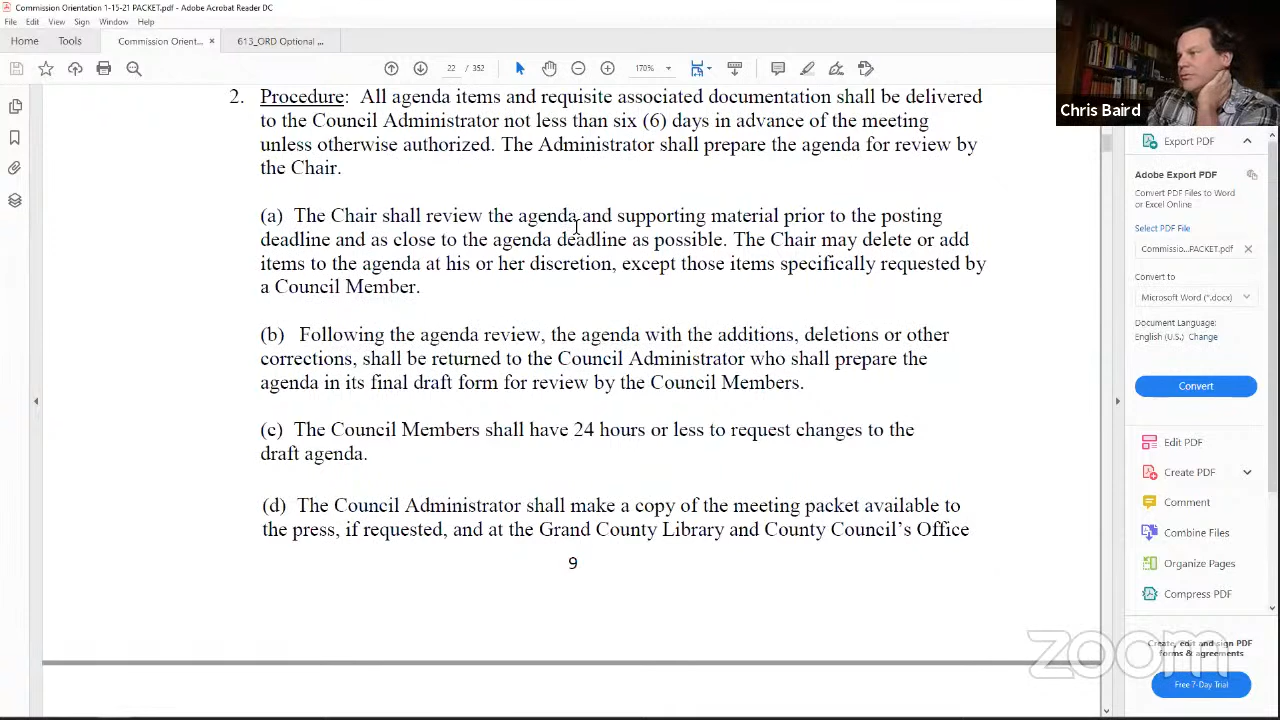 Commission Orientation 1-15-21 PACKET.pdf - Adobe Acrobat Reader DC
File Edit View Sign Window Help
Home Tools Commission Orient... × 613_ORD Optional ...
22 / 352 170%
Chris Baird
2. Procedure: All agenda items and requisite associated documentation shall be delivered
to the Council Administrator not less than six (6) days in advance of the meeting
unless otherwise authorized. The Administrator shall prepare the agenda for review by
the Chair.
(a) The Chair shall review the agenda and supporting material prior to the posting
deadline and as close to the agenda deadline as possible. The Chair may delete or add
items to the agenda at his or her discretion, except those items specifically requested by
a Council Member.
(b) Following the agenda review, the agenda with the additions, deletions or other
corrections, shall be returned to the Council Administrator who shall prepare the
agenda in its final draft form for review by the Council Members.
(c) The Council Members shall have 24 hours or less to request changes to the
draft agenda.
(d) The Council Administrator shall make a copy of the meeting packet available to
the press, if requested, and at the Grand County Library and County Council's Office
9
Export PDF
Adobe Export PDF
Convert PDF Files to Word
or Excel Online
Select PDF File
Commissio...PACKET.pdf ×
Convert to
Microsoft Word (*.docx)
Document Language:
English (U.S.) Change
Convert
Edit PDF
Create PDF
Comment
Combine Files
Organize Pages
Compress PDF
Create, edit and sign PDF
forms & agreements
Free 7-Day Trial
zoom